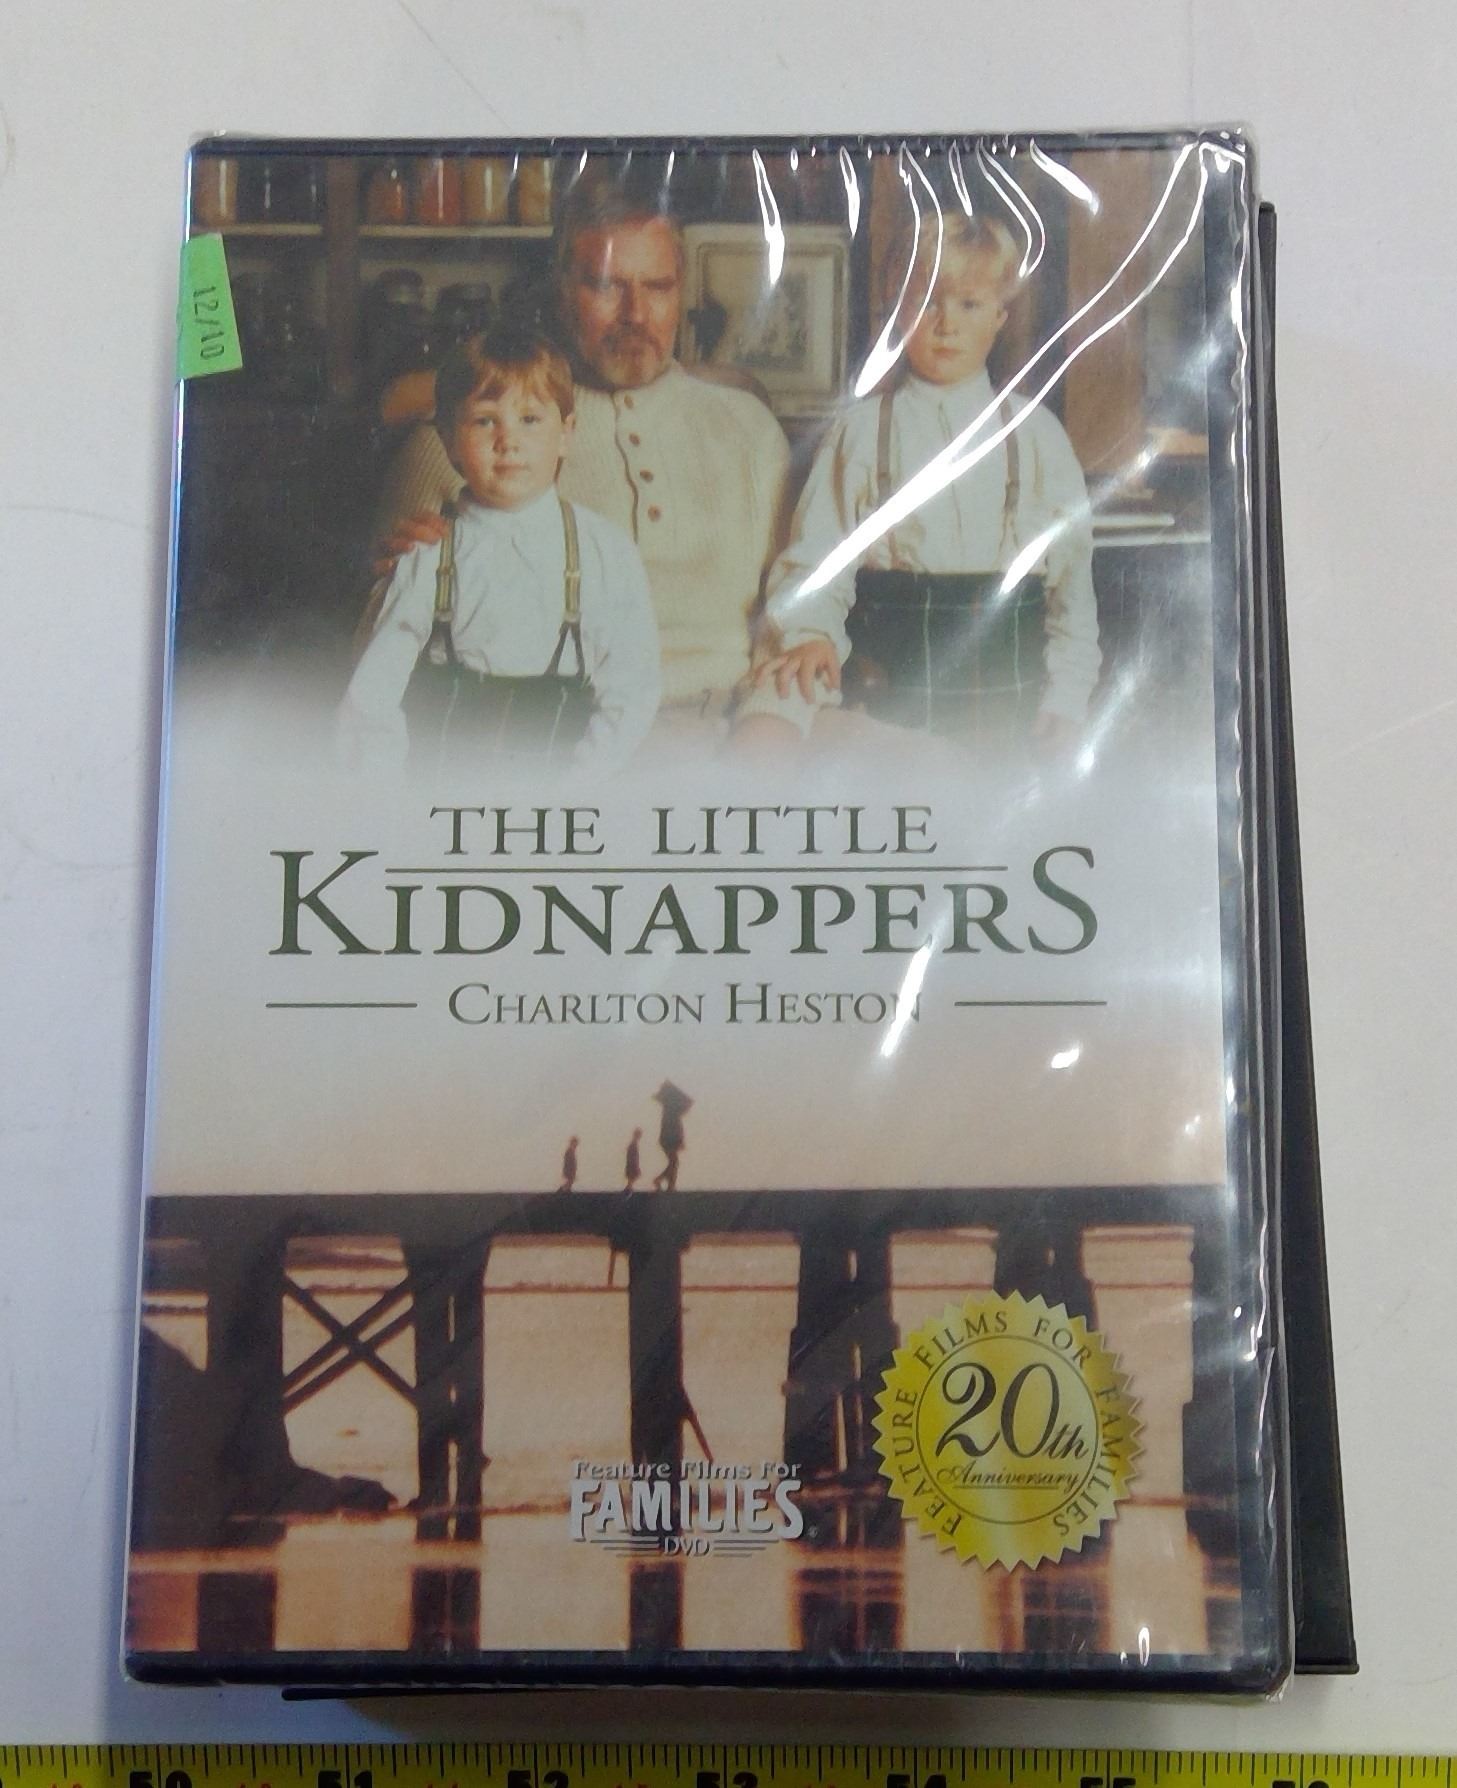 12/10
THE LITTLE
KIDNAPPERS
CHARLTON HESTON
FEATURE FILMS FOR FAMILIES
20th
Anniversary
Feature Films For
FAMILIES
DVD
50 51 52 53 54 55